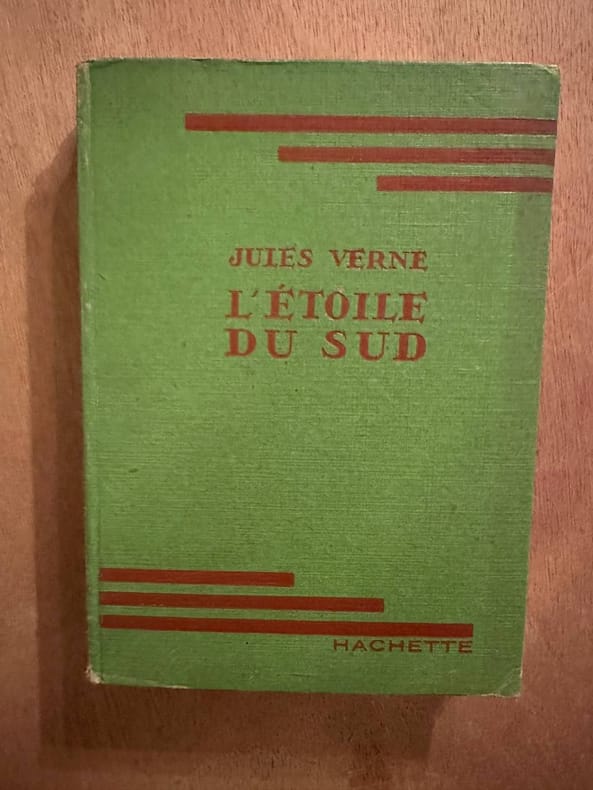 JULES VERNE
L'ÉTOILE
DU SUD
HACHETTE